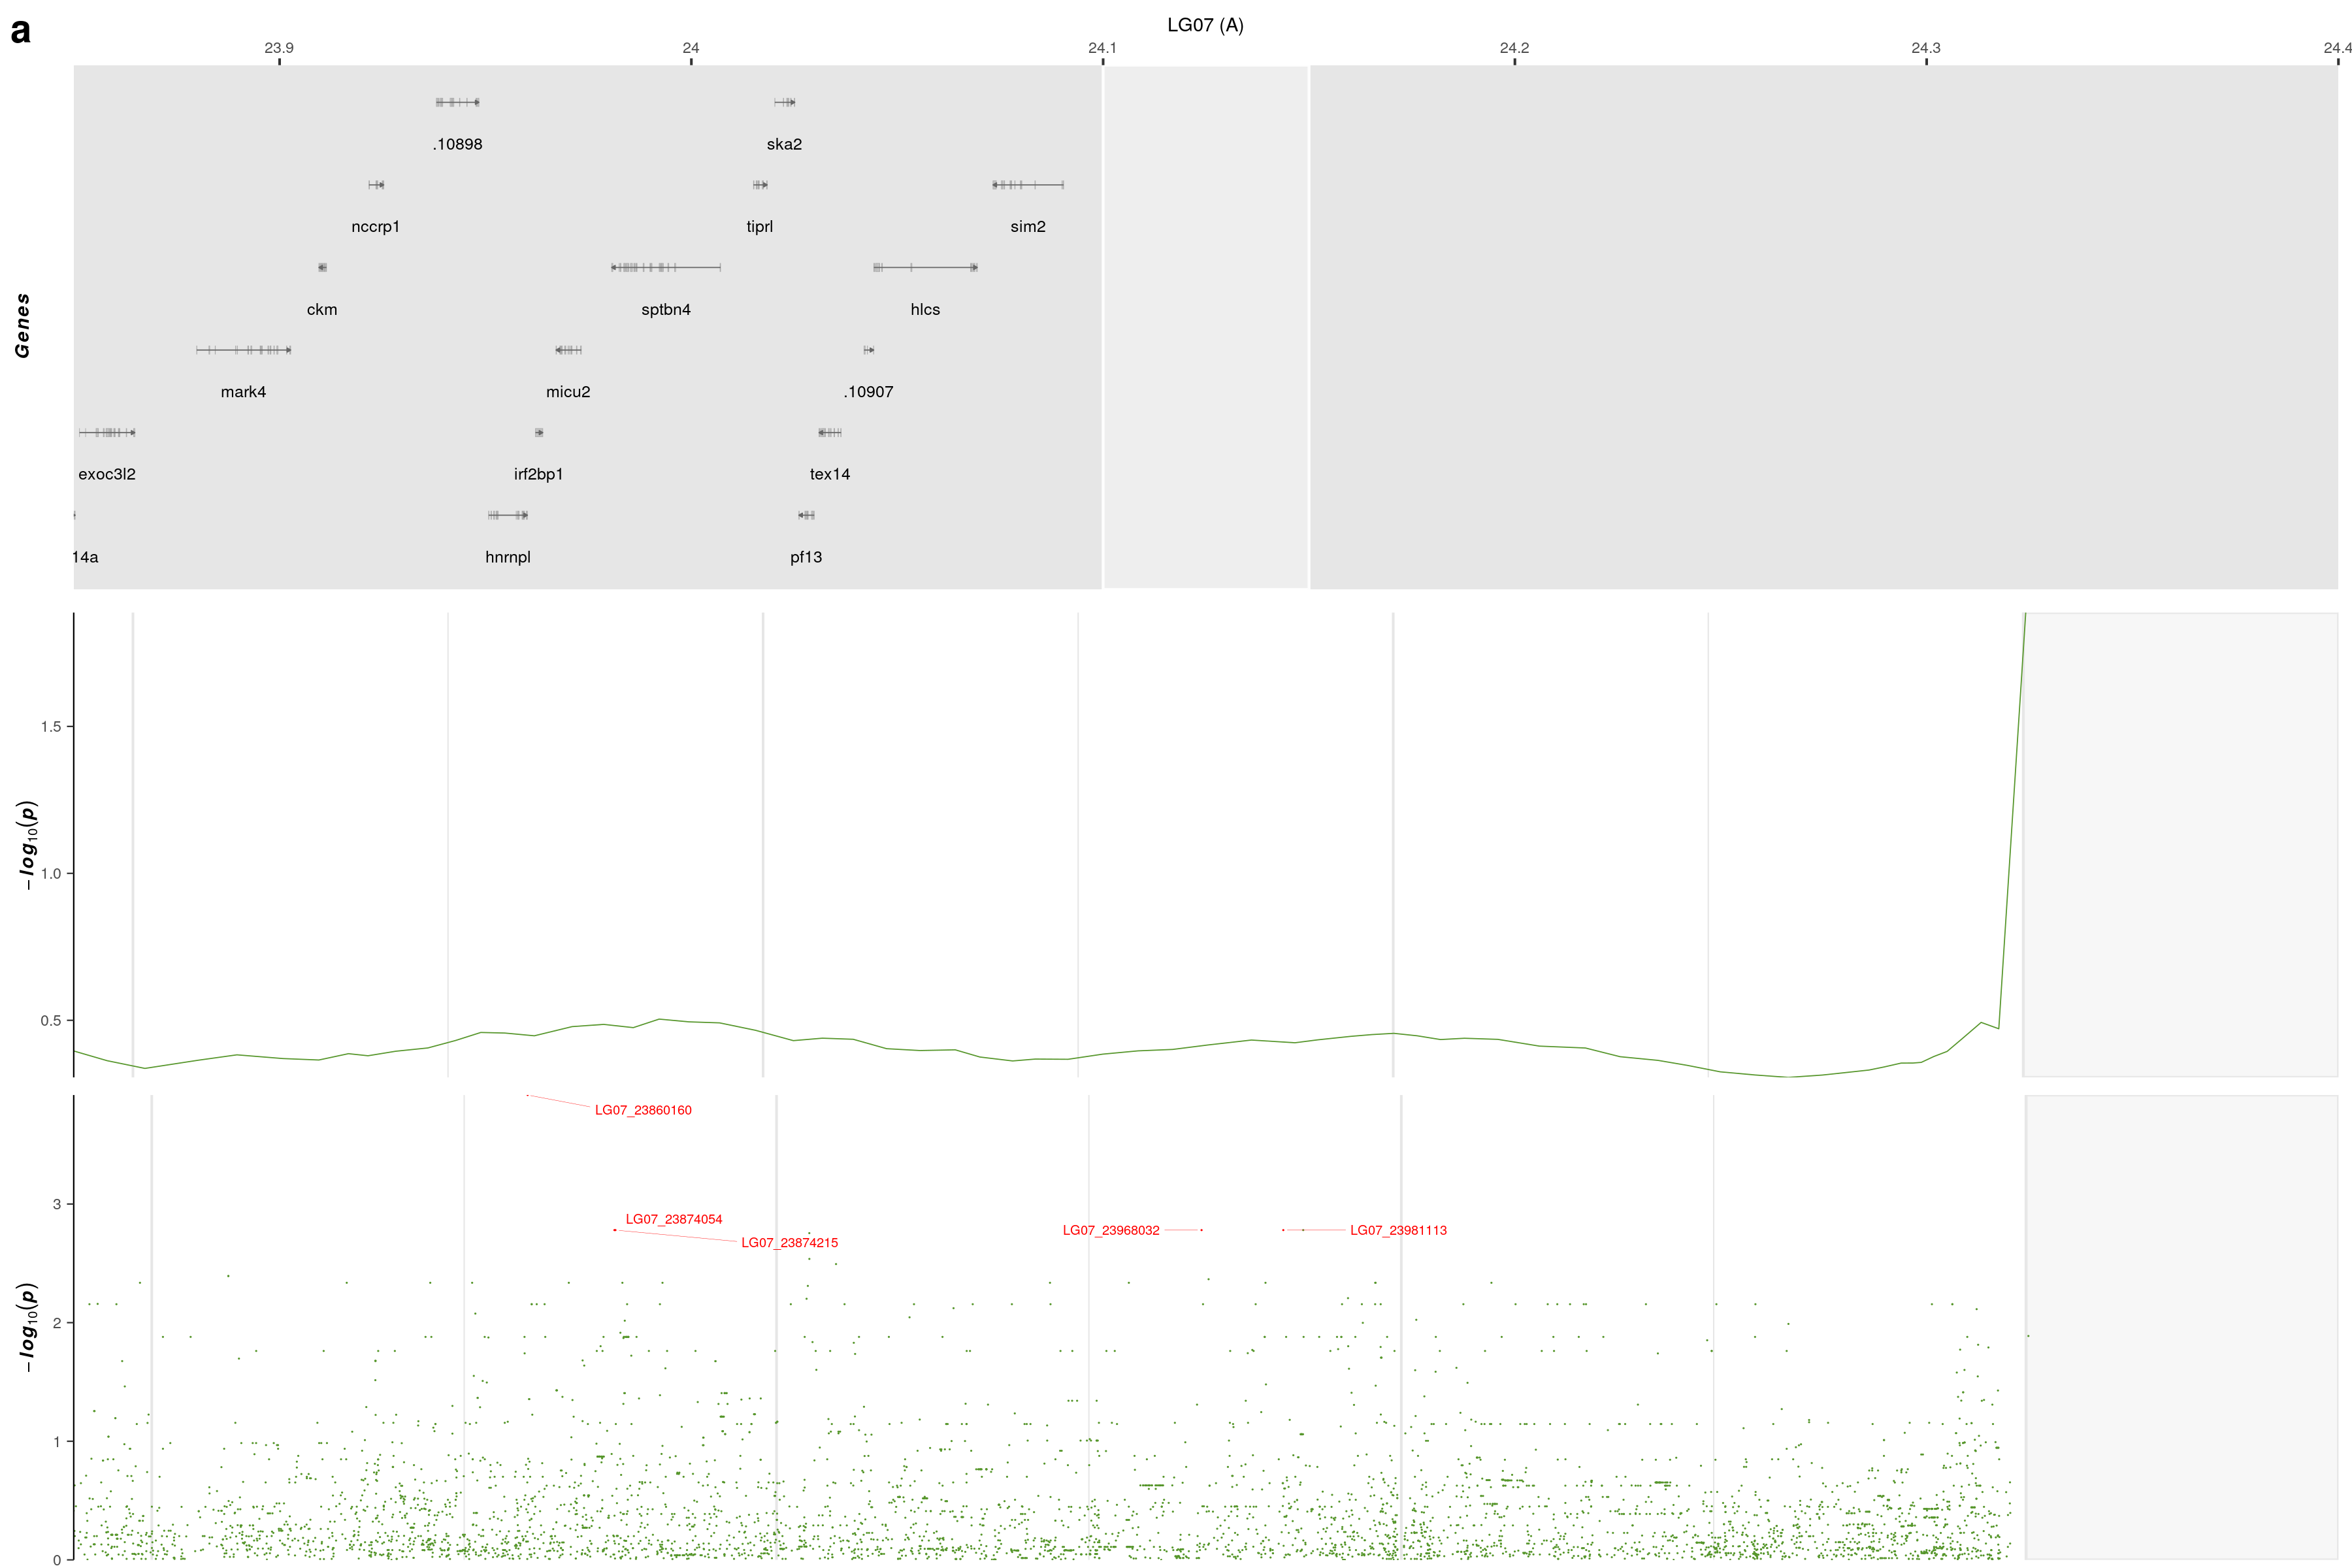 a
LG07 (A)
23.9 24 24.1 24.2 24.3 24.4
.10898 ska2
nccrp1 tiprl sim2
ckm sptbn4 hlcs
Genes
mark4 micu2 .10907
exoc3l2 irf2bp1 tex14
14a hnrnpl pf13
1.5
−log10(p)
1.0
0.5
LG07_23860160
3
LG07_23874054
LG07_23968032 LG07_23981113
LG07_23874215
−log10(p)
2
1
0